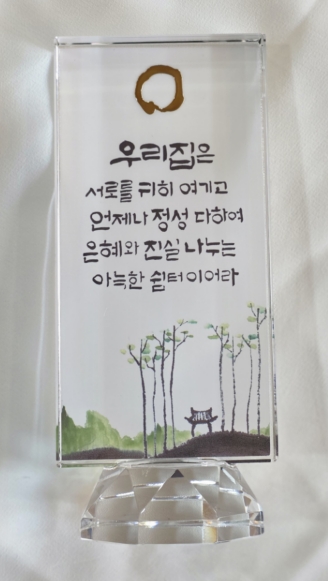 우리집은
서로를 귀히 여기고
언제나 정성 다하여
은혜와 진실 나누는
아늑한 쉼터이어라